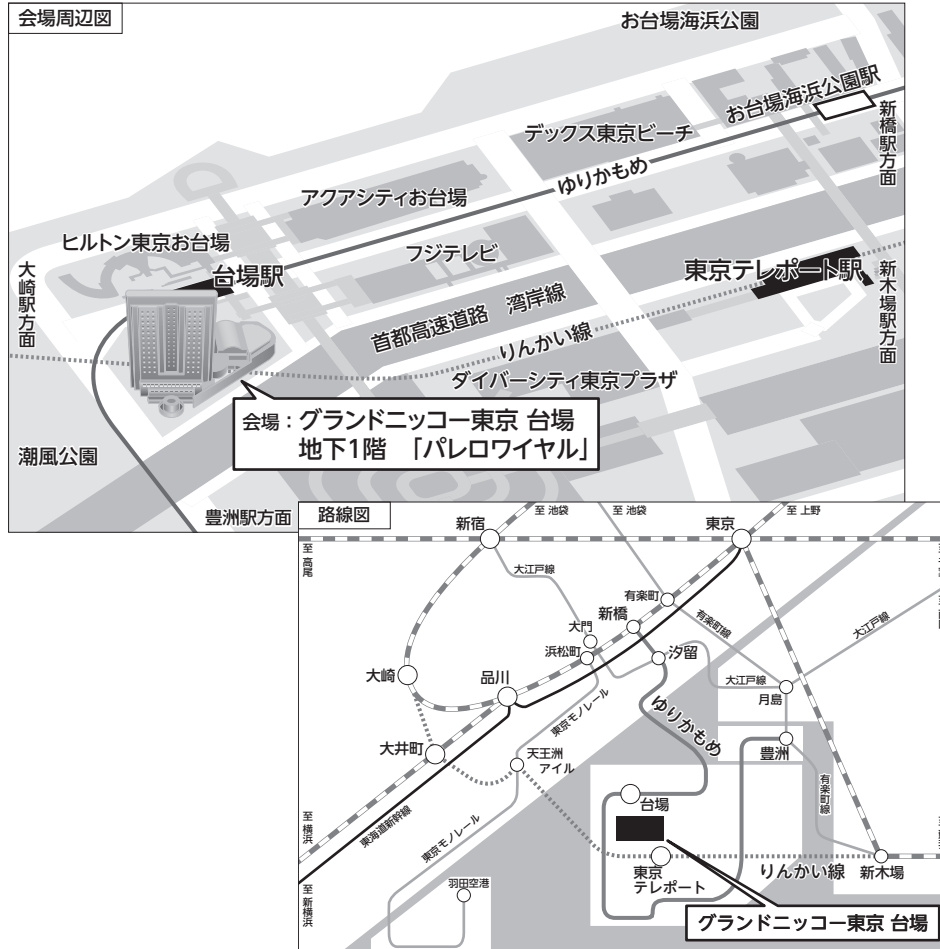 会場周辺図
お台場海浜公園
お台場海浜公園駅
新橋駅方面
デックス東京ビーチ
ゆりかもめ
アクアシティお台場
ヒルトン東京お台場
フジテレビ
台場駅
東京テレポート駅
大崎駅方面
新木場駅方面
首都高速道路 湾岸線
りんかい線
ダイバーシティ東京プラザ
会場：グランドニッコー東京 台場
地下1階 「パレロワイヤル」
潮風公園
豊洲駅方面
路線図
新宿
至 池袋
至 池袋
東京
至 上野
至 高尾
大江戸線
有楽町
新橋
有楽町線
大江戸線
大門
浜松町
汐留
大崎
品川
大江戸線
月島
ゆりかもめ
東京モノレール
大井町
天王洲
アイル
豊洲
有楽町線
台場
東海道新幹線
至 横浜
東京モノレール
東京
テレポート
りんかい線
新木場
羽田空港
至 新横浜
グランドニッコー東京 台場